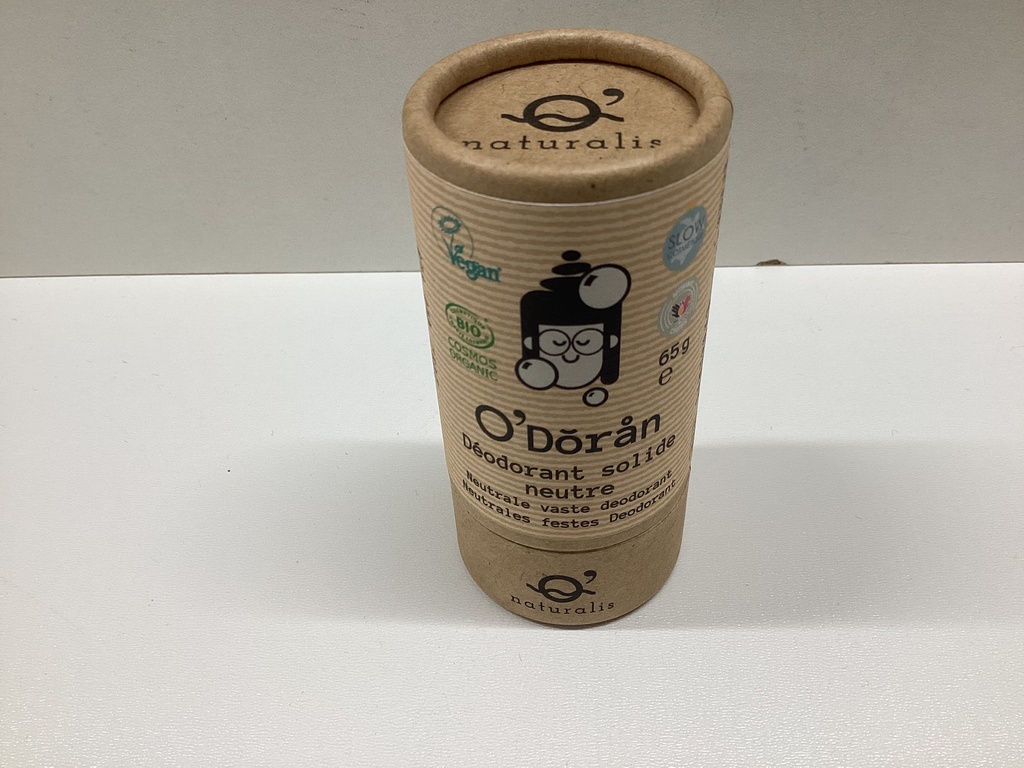 naturalis
Vegan
SLOW
BIO
COSMOS
ORGANIC
65g
e
O'Dŏrån
Déodorant solide
neutre
Neutrale vaste deodorant
Neutrales festes Deodorant
naturalis